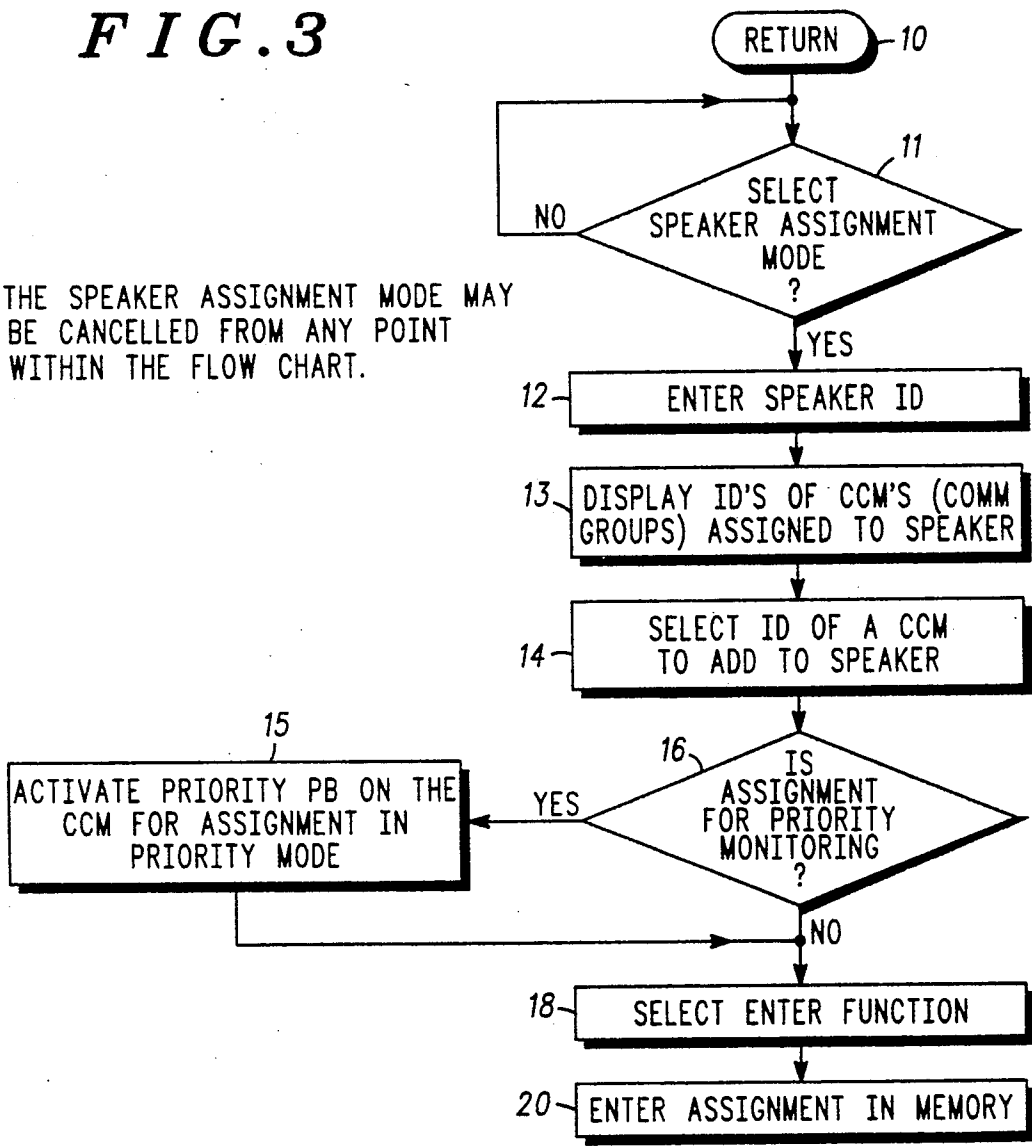 FIG.3
RETURN
10
11
SELECT
SPEAKER ASSIGNMENT
MODE
?
NO
YES
THE SPEAKER ASSIGNMENT MODE MAY
BE CANCELLED FROM ANY POINT
WITHIN THE FLOW CHART.
12
ENTER SPEAKER ID
13
DISPLAY ID'S OF CCM'S (COMM
GROUPS) ASSIGNED TO SPEAKER
14
SELECT ID OF A CCM
TO ADD TO SPEAKER
15
ACTIVATE PRIORITY PB ON THE
CCM FOR ASSIGNMENT IN
PRIORITY MODE
16
IS
ASSIGNMENT
FOR PRIORITY
MONITORING
?
YES
NO
18
SELECT ENTER FUNCTION
20
ENTER ASSIGNMENT IN MEMORY